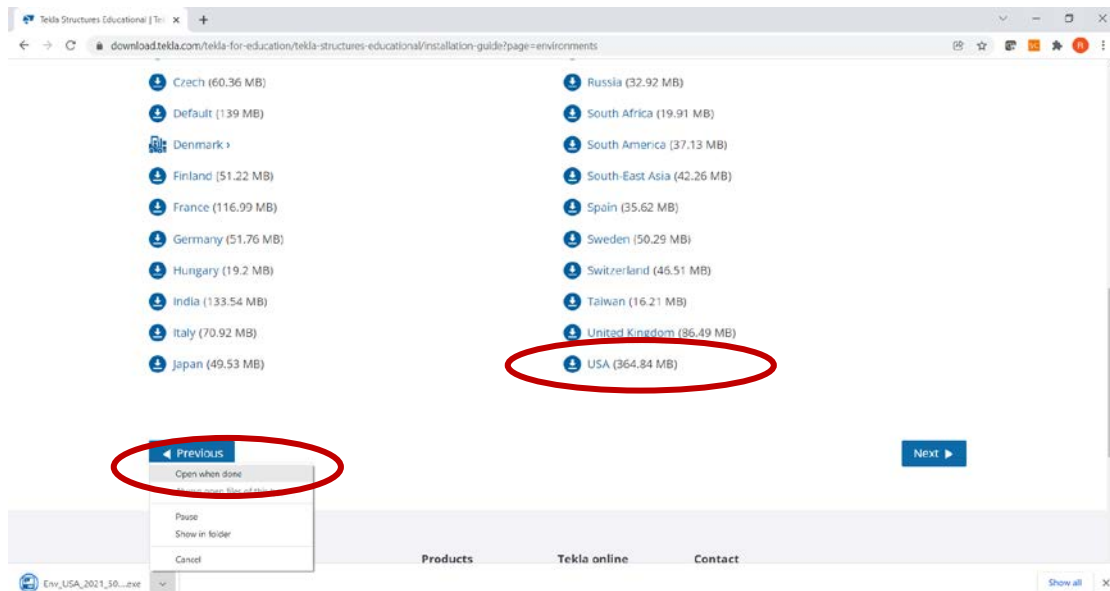 Tekla Structures Educational | Te
download.tekla.com/tekla-for-education/tekla-structures-educational/installation-guide?page=environments
Czech (60.36 MB)
Default (139 MB)
Denmark ›
Finland (51.22 MB)
France (116.99 MB)
Germany (51.76 MB)
Hungary (19.2 MB)
India (133.54 MB)
Italy (70.92 MB)
Japan (49.53 MB)
Russia (32.92 MB)
South Africa (19.91 MB)
South America (37.13 MB)
South-East Asia (42.26 MB)
Spain (35.62 MB)
Sweden (50.29 MB)
Switzerland (46.51 MB)
Taiwan (16.21 MB)
United Kingdom (86.49 MB)
USA (364.84 MB)
Previous
Next
Open when done
Always open files of this
Pause
Show in folder
Cancel
Products
Tekla online
Contact
Env_USA_2021_50....exe
Show all